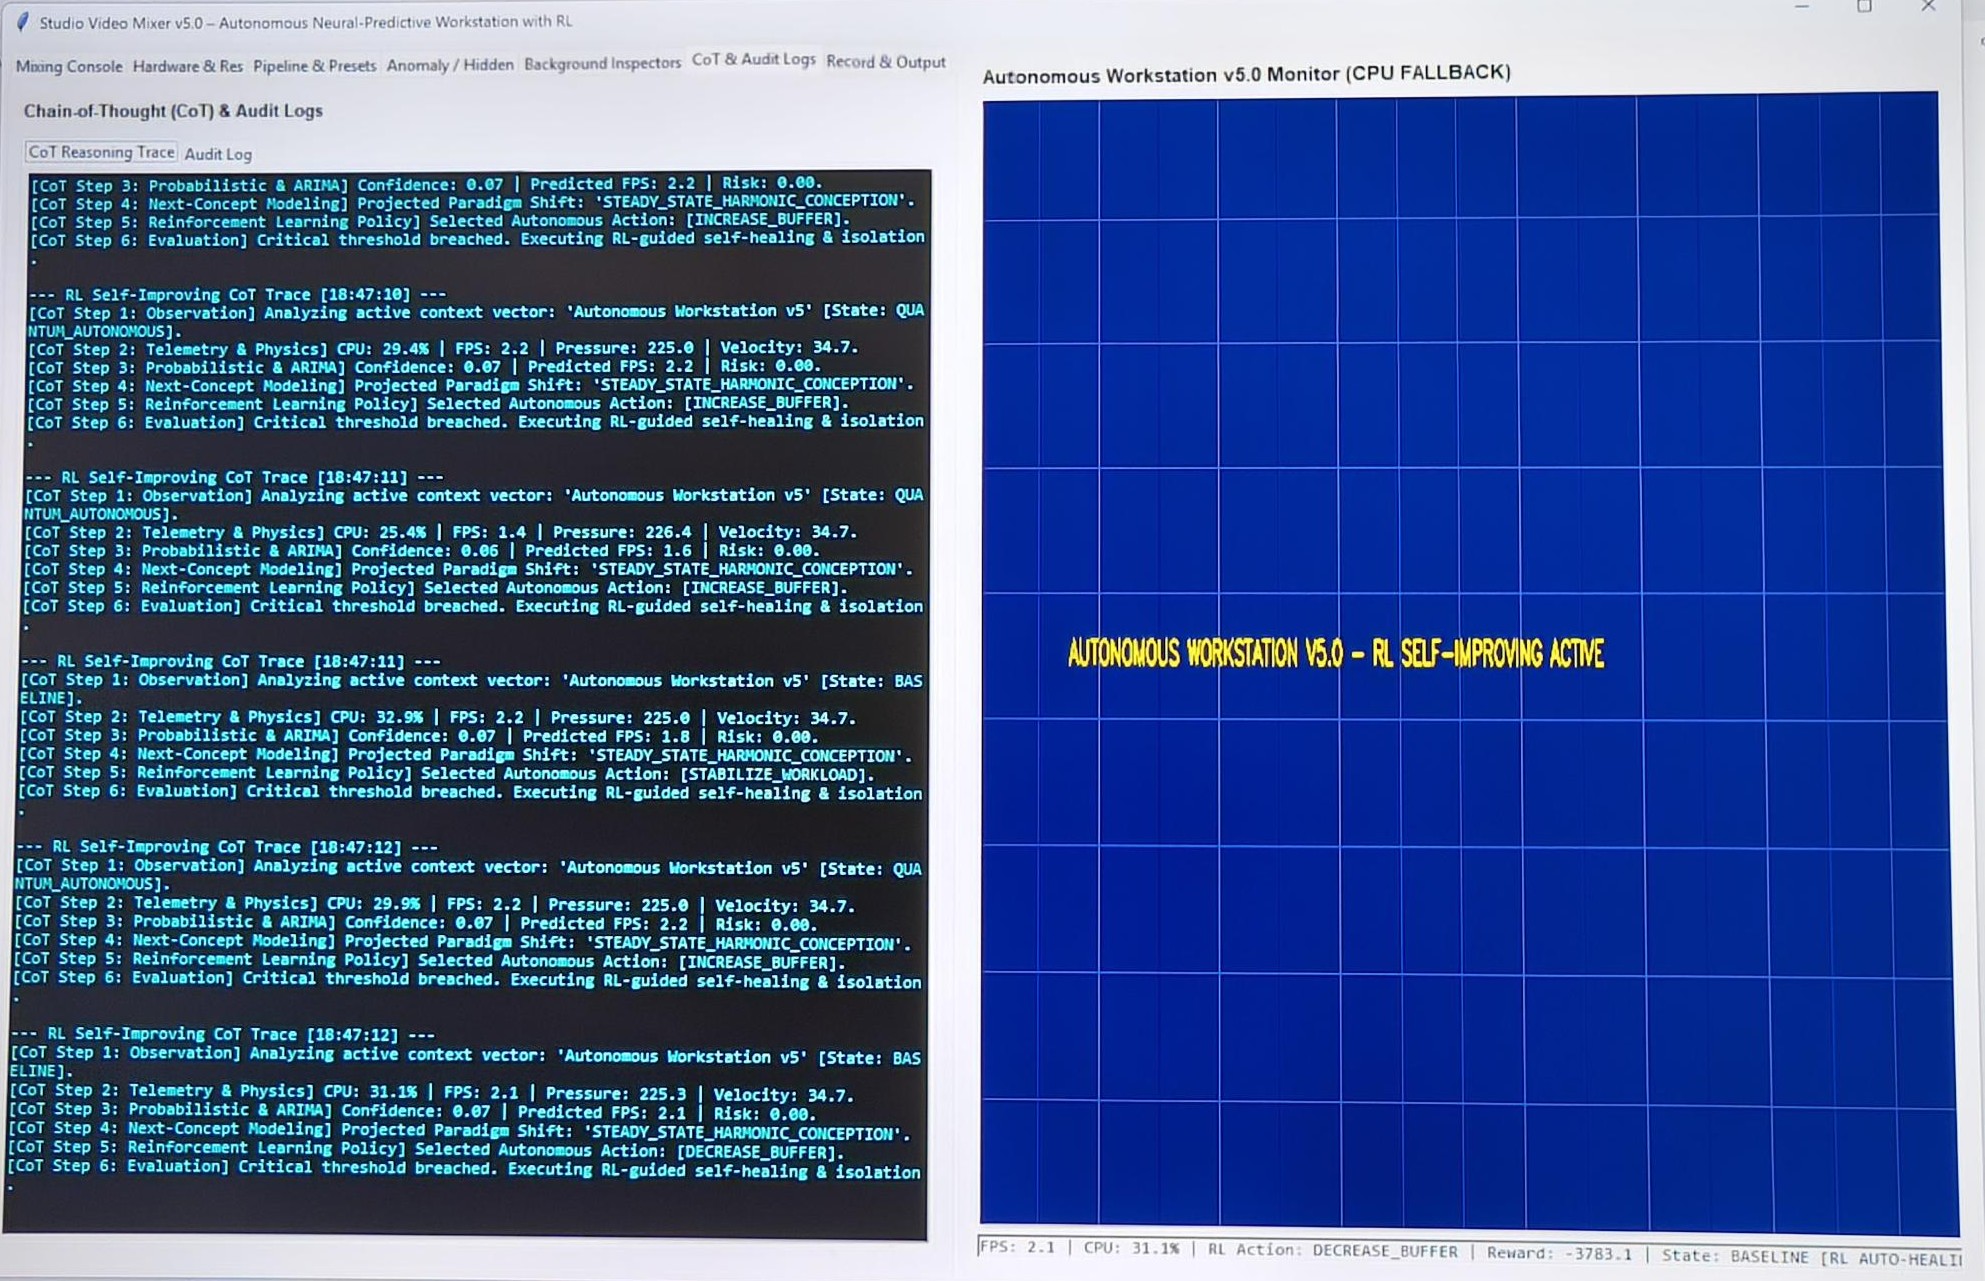 Studio Video Mixer v5.0 – Autonomous Neural-Predictive Workstation with RL
Mixing Console Hardware & Res Pipeline & Presets Anomaly / Hidden Background Inspectors CoT & Audit Logs Record & Output
Chain-of-Thought (CoT) & Audit Logs
CoT Reasoning Trace Audit Log
[CoT Step 3: Probabilistic & ARIMA] Confidence: 0.07 | Predicted FPS: 2.2 | Risk: 0.00.
[CoT Step 4: Next-Concept Modeling] Projected Paradigm Shift: 'STEADY_STATE_HARMONIC_CONCEPTION'.
[CoT Step 5: Reinforcement Learning Policy] Selected Autonomous Action: [INCREASE_BUFFER].
[CoT Step 6: Evaluation] Critical threshold breached. Executing RL-guided self-healing & isolation
.
--- RL Self-Improving CoT Trace [18:47:10] ---
[CoT Step 1: Observation] Analyzing active context vector: 'Autonomous Workstation v5' [State: QUA
NTUM_AUTONOMOUS].
[CoT Step 2: Telemetry & Physics] CPU: 29.4% | FPS: 2.2 | Pressure: 225.0 | Velocity: 34.7.
[CoT Step 3: Probabilistic & ARIMA] Confidence: 0.07 | Predicted FPS: 2.2 | Risk: 0.00.
[CoT Step 4: Next-Concept Modeling] Projected Paradigm Shift: 'STEADY_STATE_HARMONIC_CONCEPTION'.
[CoT Step 5: Reinforcement Learning Policy] Selected Autonomous Action: [INCREASE_BUFFER].
[CoT Step 6: Evaluation] Critical threshold breached. Executing RL-guided self-healing & isolation
.
--- RL Self-Improving CoT Trace [18:47:11] ---
[CoT Step 1: Observation] Analyzing active context vector: 'Autonomous Workstation v5' [State: QUA
NTUM_AUTONOMOUS].
[CoT Step 2: Telemetry & Physics] CPU: 25.4% | FPS: 1.4 | Pressure: 226.4 | Velocity: 34.7.
[CoT Step 3: Probabilistic & ARIMA] Confidence: 0.06 | Predicted FPS: 1.6 | Risk: 0.00.
[CoT Step 4: Next-Concept Modeling] Projected Paradigm Shift: 'STEADY_STATE_HARMONIC_CONCEPTION'.
[CoT Step 5: Reinforcement Learning Policy] Selected Autonomous Action: [INCREASE_BUFFER].
[CoT Step 6: Evaluation] Critical threshold breached. Executing RL-guided self-healing & isolation
.
--- RL Self-Improving CoT Trace [18:47:11] ---
[CoT Step 1: Observation] Analyzing active context vector: 'Autonomous Workstation v5' [State: BAS
ELINE].
[CoT Step 2: Telemetry & Physics] CPU: 32.9% | FPS: 2.2 | Pressure: 225.0 | Velocity: 34.7.
[CoT Step 3: Probabilistic & ARIMA] Confidence: 0.07 | Predicted FPS: 1.8 | Risk: 0.00.
[CoT Step 4: Next-Concept Modeling] Projected Paradigm Shift: 'STEADY_STATE_HARMONIC_CONCEPTION'.
[CoT Step 5: Reinforcement Learning Policy] Selected Autonomous Action: [STABILIZE_WORKLOAD].
[CoT Step 6: Evaluation] Critical threshold breached. Executing RL-guided self-healing & isolation
.
--- RL Self-Improving CoT Trace [18:47:12] ---
[CoT Step 1: Observation] Analyzing active context vector: 'Autonomous Workstation v5' [State: QUA
NTUM_AUTONOMOUS].
[CoT Step 2: Telemetry & Physics] CPU: 29.9% | FPS: 2.2 | Pressure: 225.0 | Velocity: 34.7.
[CoT Step 3: Probabilistic & ARIMA] Confidence: 0.07 | Predicted FPS: 2.2 | Risk: 0.00.
[CoT Step 4: Next-Concept Modeling] Projected Paradigm Shift: 'STEADY_STATE_HARMONIC_CONCEPTION'.
[CoT Step 5: Reinforcement Learning Policy] Selected Autonomous Action: [INCREASE_BUFFER].
[CoT Step 6: Evaluation] Critical threshold breached. Executing RL-guided self-healing & isolation
.
--- RL Self-Improving CoT Trace [18:47:12] ---
[CoT Step 1: Observation] Analyzing active context vector: 'Autonomous Workstation v5' [State: BAS
ELINE].
[CoT Step 2: Telemetry & Physics] CPU: 31.1% | FPS: 2.1 | Pressure: 225.3 | Velocity: 34.7.
[CoT Step 3: Probabilistic & ARIMA] Confidence: 0.07 | Predicted FPS: 2.1 | Risk: 0.00.
[CoT Step 4: Next-Concept Modeling] Projected Paradigm Shift: 'STEADY_STATE_HARMONIC_CONCEPTION'.
[CoT Step 5: Reinforcement Learning Policy] Selected Autonomous Action: [DECREASE_BUFFER].
[CoT Step 6: Evaluation] Critical threshold breached. Executing RL-guided self-healing & isolation
.
Autonomous Workstation v5.0 Monitor (CPU FALLBACK)
AUTONOMOUS WORKSTATION V5.0 – RL SELF-IMPROVING ACTIVE
FPS: 2.1 | CPU: 31.1% | RL Action: DECREASE_BUFFER | Reward: -3783.1 | State: BASELINE [RL AUTO-HEALI